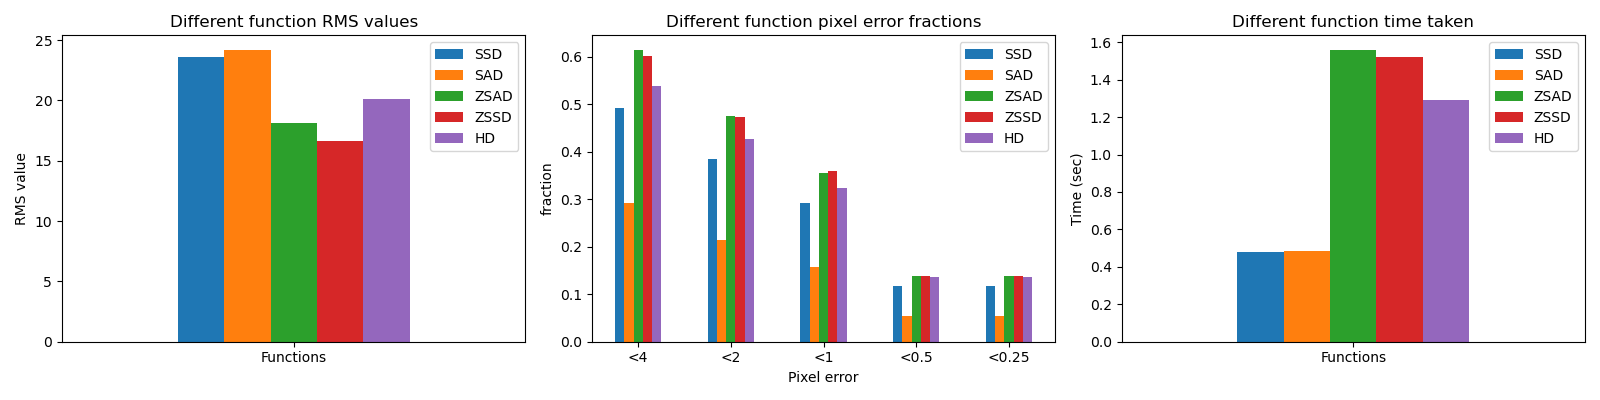 Different function RMS values
RMS value
25
20
15
10
5
0
Functions
SSD
SAD
ZSAD
ZSSD
HD
Different function pixel error fractions
fraction
0.6
0.5
0.4
0.3
0.2
0.1
0.0
<4
<2
<1
<0.5
<0.25
Pixel error
SSD
SAD
ZSAD
ZSSD
HD
Different function time taken
Time (sec)
1.6
1.4
1.2
1.0
0.8
0.6
0.4
0.2
0.0
Functions
SSD
SAD
ZSAD
ZSSD
HD